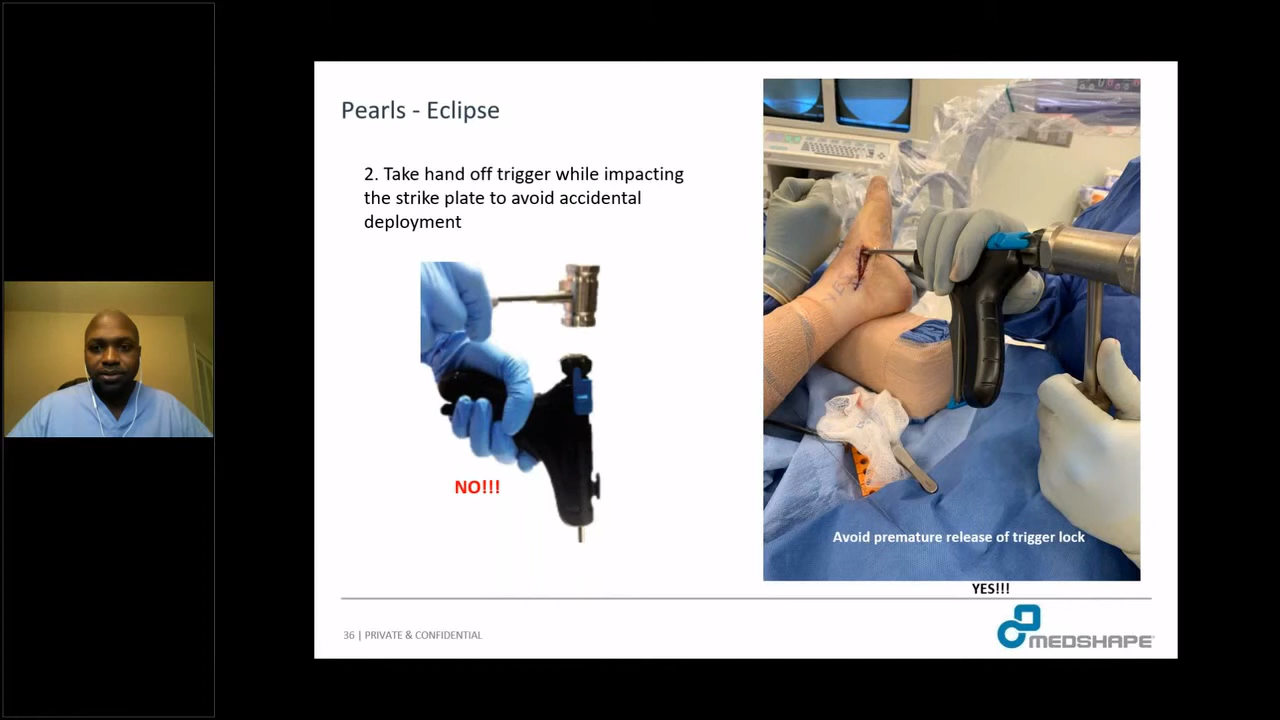 Pearls - Eclipse
2. Take hand off trigger while impacting
the strike plate to avoid accidental
deployment
NO!!!
Avoid premature release of trigger lock
YES!!!
36 | PRIVATE & CONFIDENTIAL
MEDSHAPE